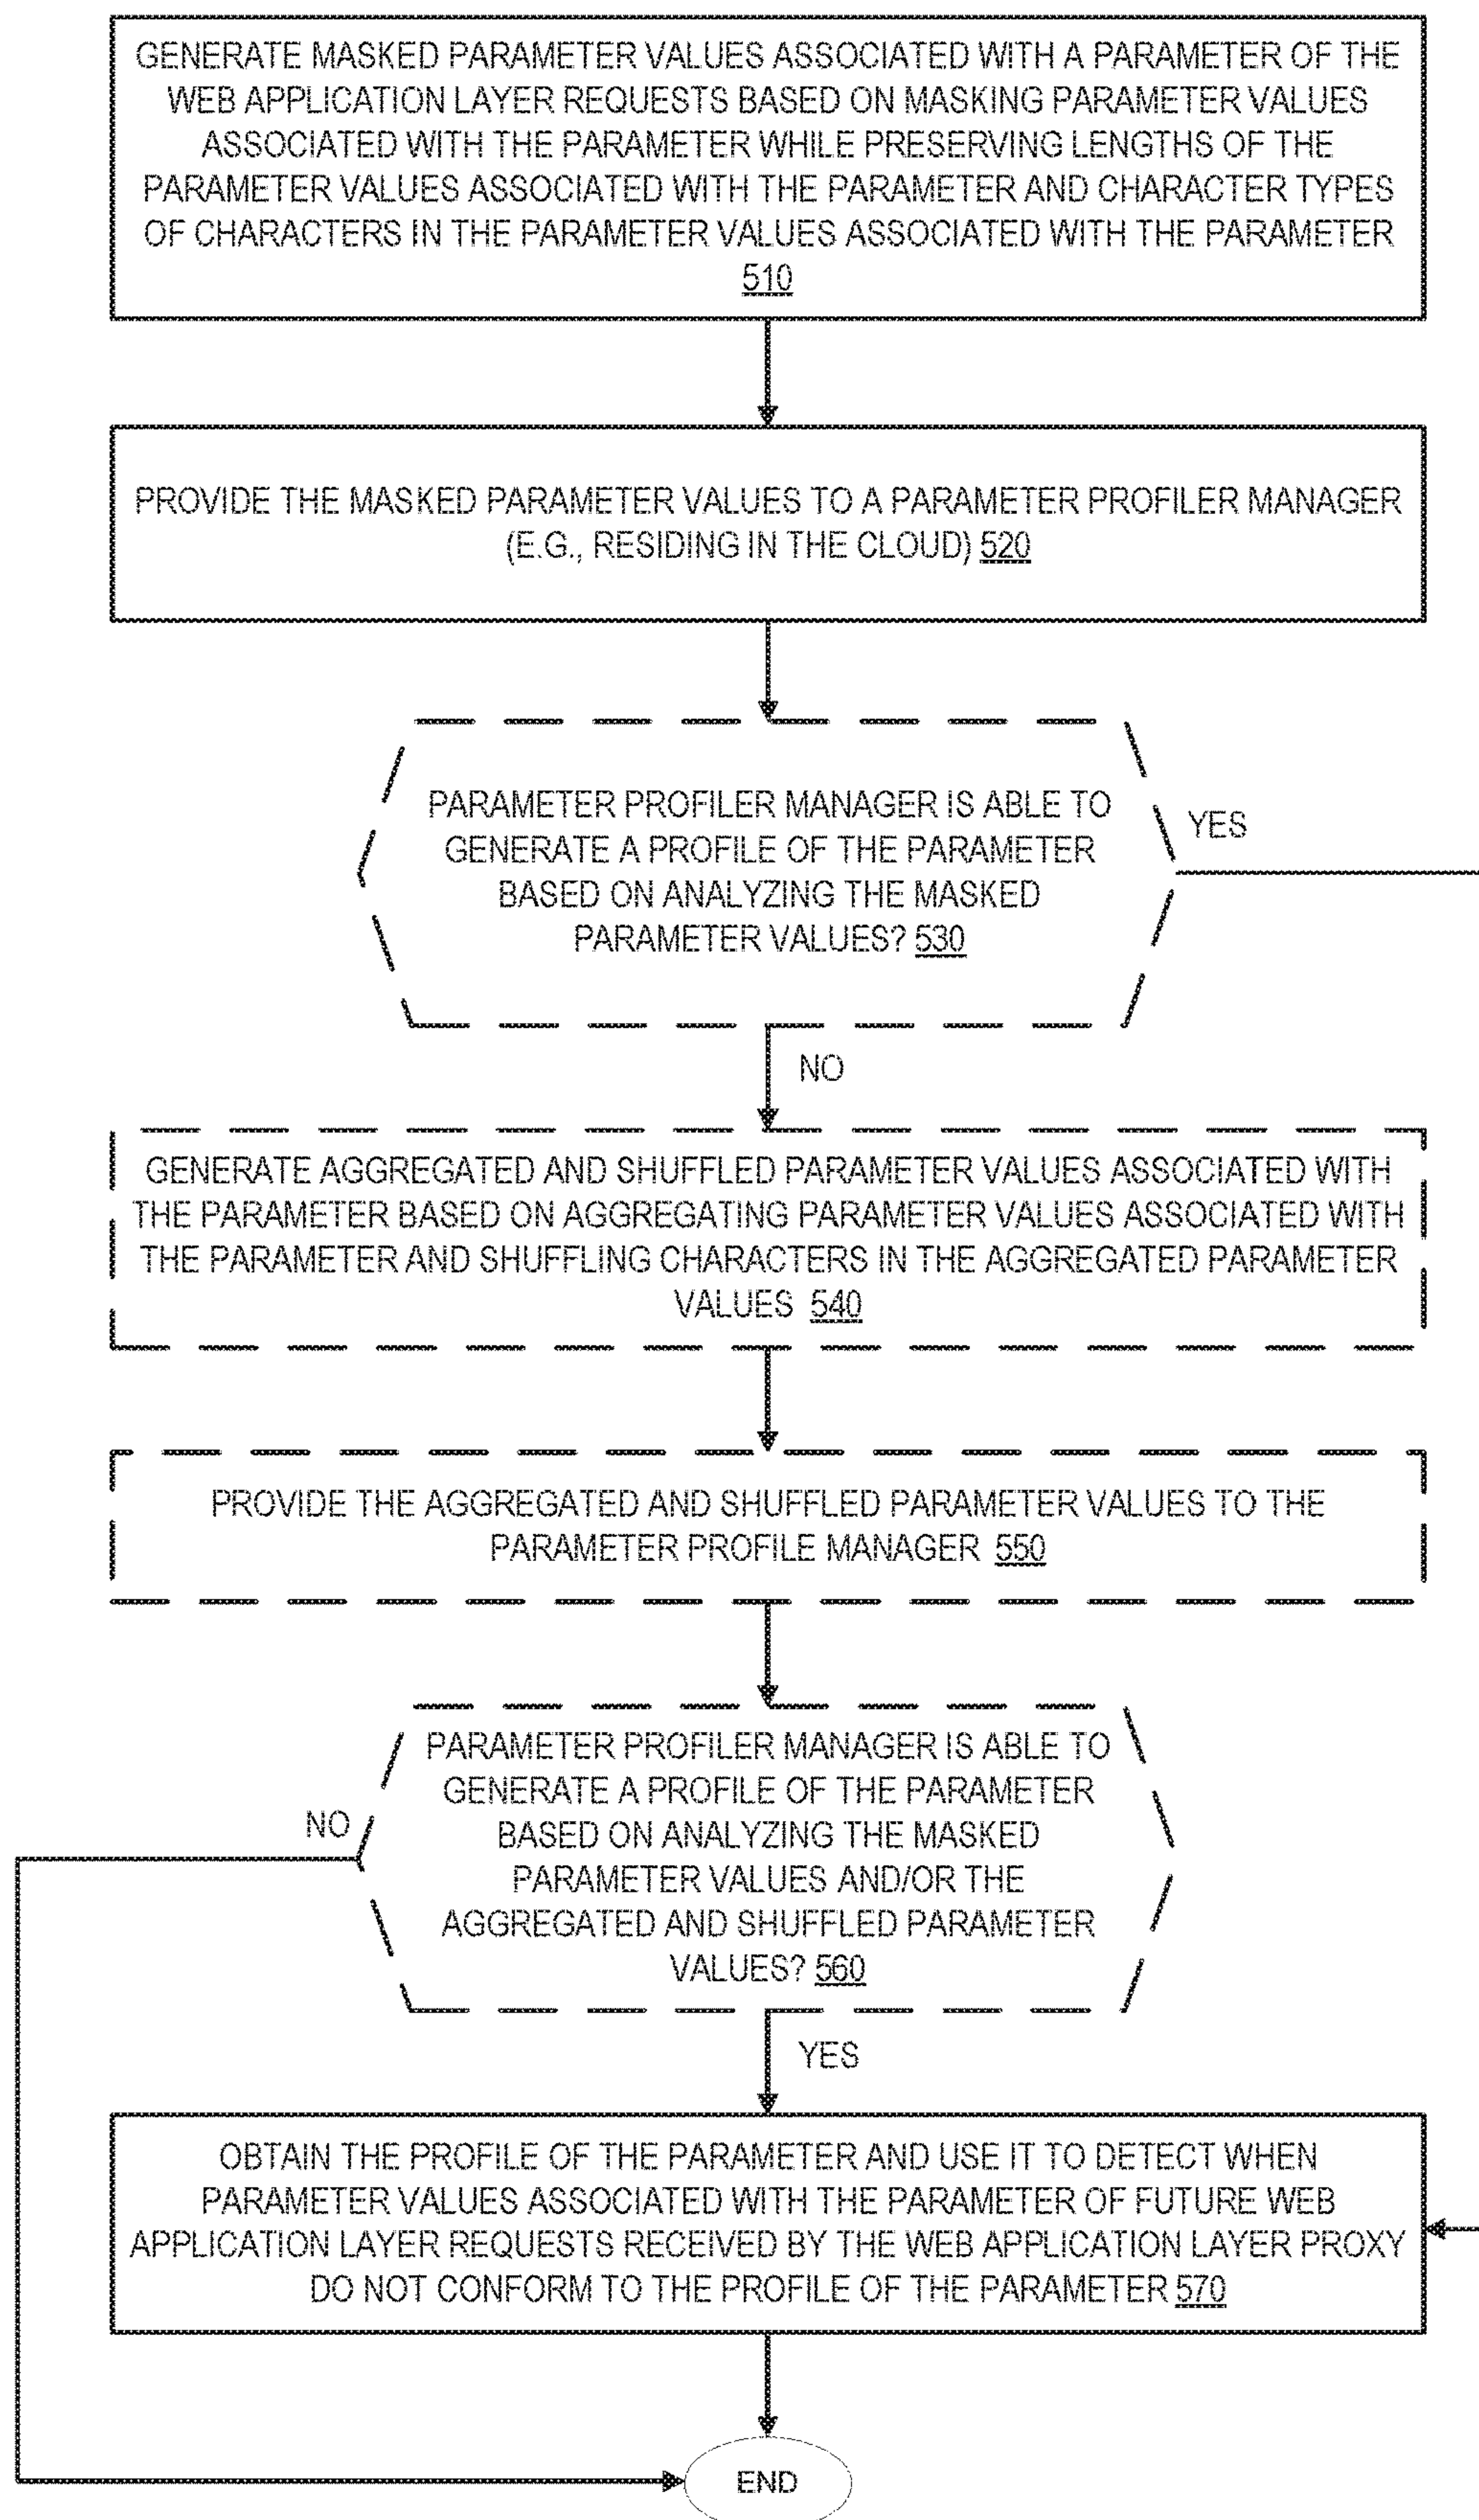 GENERATE MASKED PARAMETER VALUES ASSOCIATED WITH A PARAMETER OF THE
WEB APPLICATION LAYER REQUESTS BASED ON MASKING PARAMETER VALUES
ASSOCIATED WITH THE PARAMETER WHILE PRESERVING LENGTHS OF THE
PARAMETER VALUES ASSOCIATED WITH THE PARAMETER AND CHARACTER TYPES
OF CHARACTERS IN THE PARAMETER VALUES ASSOCIATED WITH THE PARAMETER
510
PROVIDE THE MASKED PARAMETER VALUES TO A PARAMETER PROFILER MANAGER
(E.G., RESIDING IN THE CLOUD) 520
PARAMETER PROFILER MANAGER IS ABLE TO
GENERATE A PROFILE OF THE PARAMETER
BASED ON ANALYZING THE MASKED
PARAMETER VALUES? 530
YES
NO
GENERATE AGGREGATED AND SHUFFLED PARAMETER VALUES ASSOCIATED WITH
THE PARAMETER BASED ON AGGREGATING PARAMETER VALUES ASSOCIATED WITH
THE PARAMETER AND SHUFFLING CHARACTERS IN THE AGGREGATED PARAMETER
VALUES 540
PROVIDE THE AGGREGATED AND SHUFFLED PARAMETER VALUES TO THE
PARAMETER PROFILE MANAGER 550
PARAMETER PROFILER MANAGER IS ABLE TO
GENERATE A PROFILE OF THE PARAMETER
BASED ON ANALYZING THE MASKED
PARAMETER VALUES AND/OR THE
AGGREGATED AND SHUFFLED PARAMETER
VALUES? 560
NO
YES
OBTAIN THE PROFILE OF THE PARAMETER AND USE IT TO DETECT WHEN
PARAMETER VALUES ASSOCIATED WITH THE PARAMETER OF FUTURE WEB
APPLICATION LAYER REQUESTS RECEIVED BY THE WEB APPLICATION LAYER PROXY
DO NOT CONFORM TO THE PROFILE OF THE PARAMETER 570
END